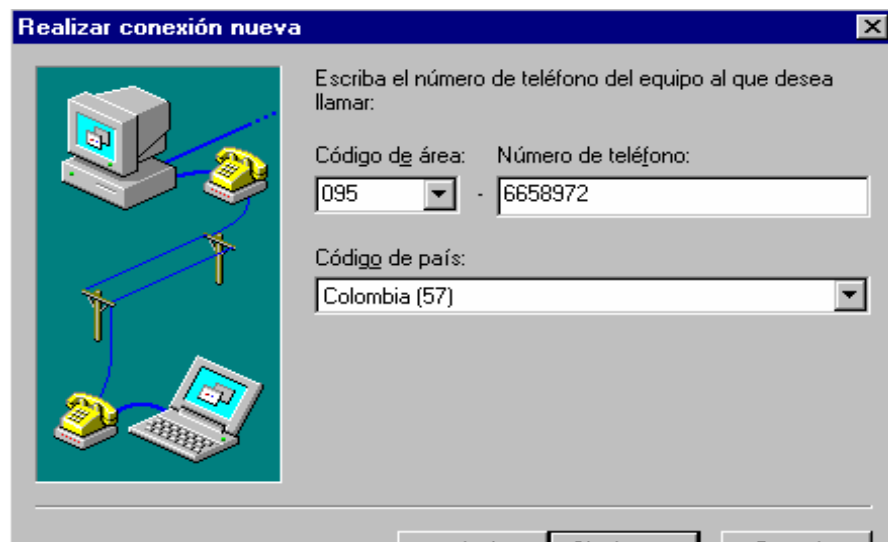 Realizar conexión nueva
Escriba el número de teléfono del equipo al que desea
llamar:
Código de área: Número de teléfono:
095 - 6658972
Código de país:
Colombia (57)